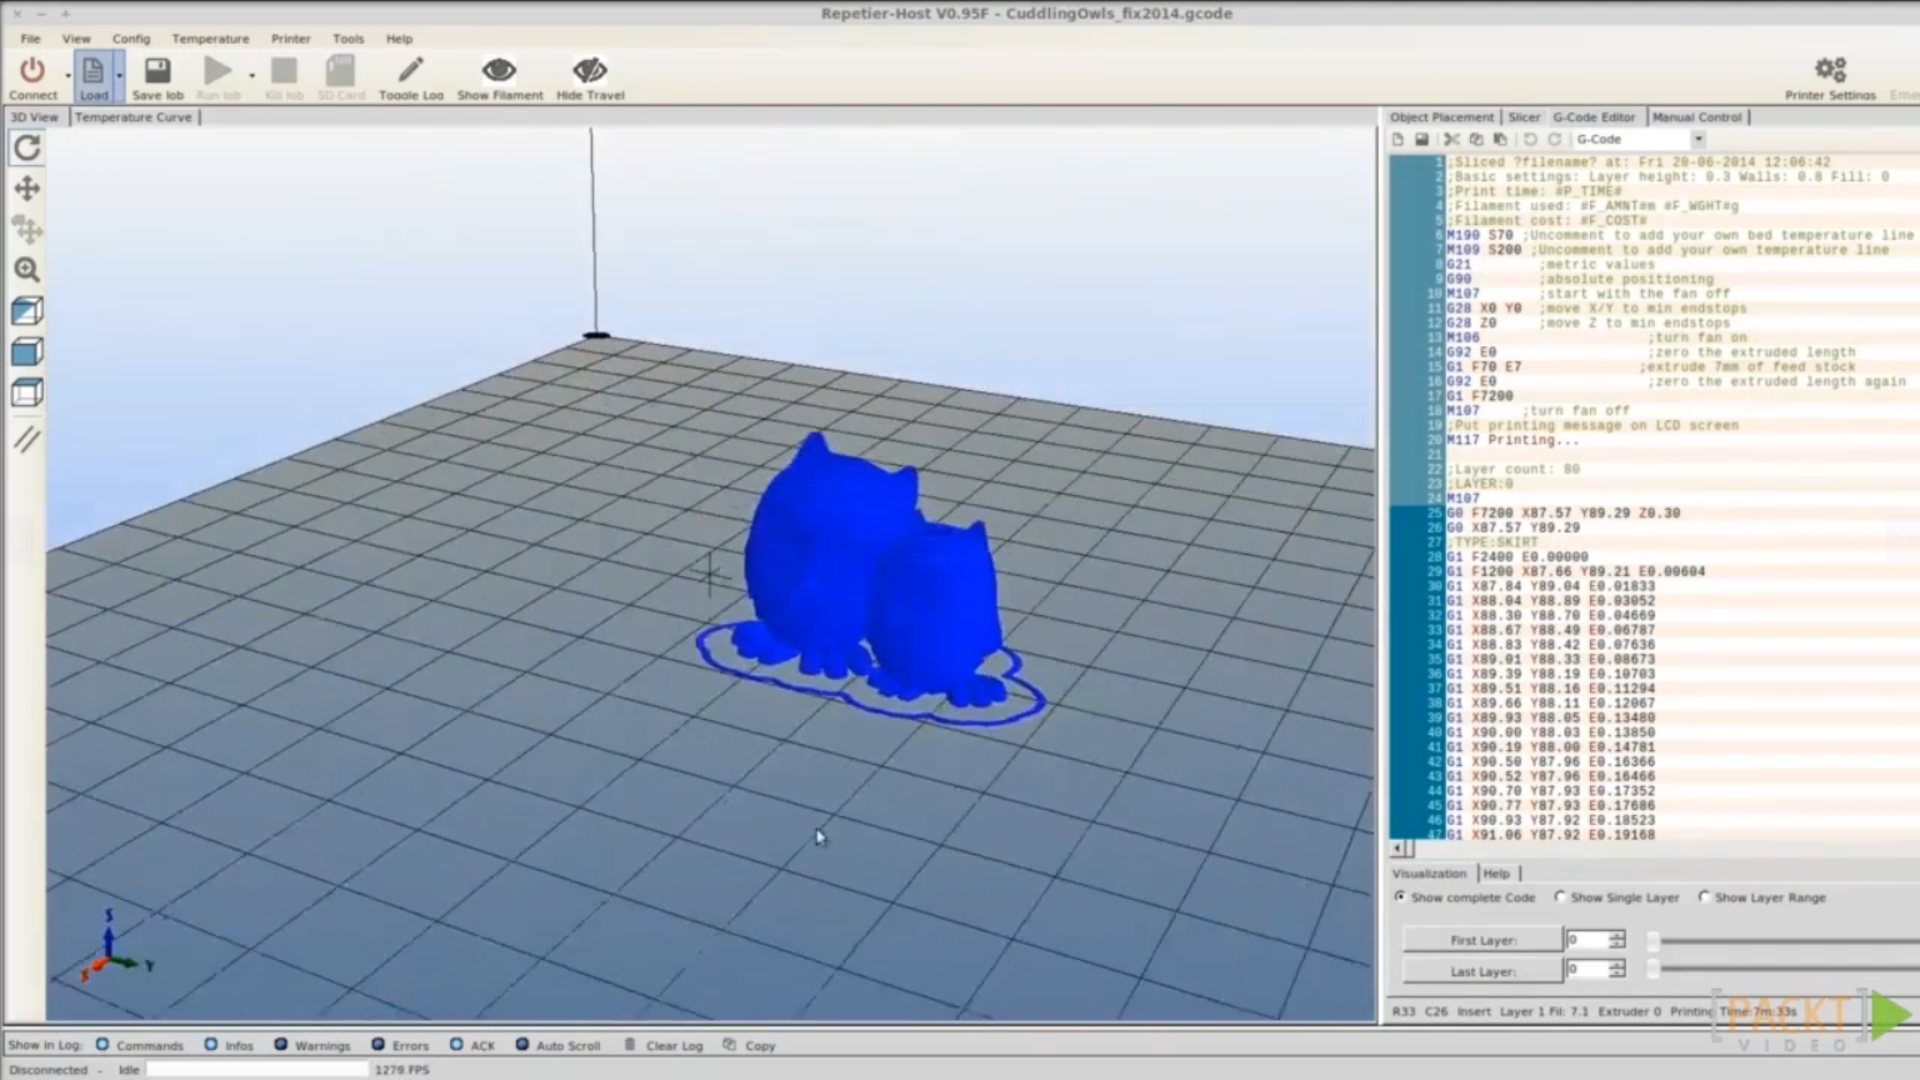 Repetier-Host V0.95F - CuddlingOwls_fix2014.gcode
File View Config Temperature Printer Tools Help
Connect Load Save Job Run Job Kill Job SD Card Toggle Log Show Filament Hide Travel Printer Settings Eme
3D View Temperature Curve
Object Placement Slicer G-Code Editor Manual Control
G-Code
1 ;Sliced ?filename? at: Fri 20-06-2014 12:06:42
2 ;Basic settings: Layer height: 0.3 Walls: 0.8 Fill: 0
3 ;Print time: #P_TIME#
4 ;Filament used: #F_AMNT#m #F_WGHT#g
5 ;Filament cost: #F_COST#
6 M190 S70 ;Uncomment to add your own bed temperature line
7 M109 S200 ;Uncomment to add your own temperature line
8 G21 ;metric values
9 G90 ;absolute positioning
10 M107 ;start with the fan off
11 G28 X0 Y0 ;move X/Y to min endstops
12 G28 Z0 ;move Z to min endstops
13 M106 ;turn fan on
14 G92 E0 ;zero the extruded length
15 G1 F70 E7 ;extrude 7mm of feed stock
16 G92 E0 ;zero the extruded length again
17 G1 F7200
18 M107 ;turn fan off
19 ;Put printing message on LCD screen
20 M117 Printing...
21
22 ;Layer count: 80
23 ;LAYER:0
24 M107
25 G0 F7200 X87.57 Y89.29 Z0.30
26 G0 X87.57 Y89.29
27 ;TYPE:SKIRT
28 G1 F2400 E0.00000
29 G1 F1200 X87.66 Y89.21 E0.00604
30 G1 X87.84 Y89.04 E0.01833
31 G1 X88.04 Y88.89 E0.03052
32 G1 X88.30 Y88.70 E0.04669
33 G1 X88.67 Y88.49 E0.06787
34 G1 X88.83 Y88.42 E0.07636
35 G1 X89.01 Y88.33 E0.08673
36 G1 X89.39 Y88.19 E0.10703
37 G1 X89.51 Y88.16 E0.11294
38 G1 X89.66 Y88.11 E0.12067
39 G1 X89.93 Y88.05 E0.13480
40 G1 X90.00 Y88.03 E0.13850
41 G1 X90.19 Y88.00 E0.14781
42 G1 X90.50 Y87.96 E0.16366
43 G1 X90.52 Y87.96 E0.16466
44 G1 X90.70 Y87.93 E0.17352
45 G1 X90.77 Y87.93 E0.17686
46 G1 X90.93 Y87.92 E0.18523
47 G1 X91.06 Y87.92 E0.19168
Visualization Help
Show complete Code Show Single Layer Show Layer Range
First Layer: 0
Last Layer: 0
R33 C26 Insert Layer 1 Fil: 7.1 Extruder 0 Printing Time:7m:33s
PACKT
VIDEO
X Y
Show in Log: Commands Infos Warnings Errors ACK Auto Scroll Clear Log Copy
Disconnected - Idle 1279 FPS